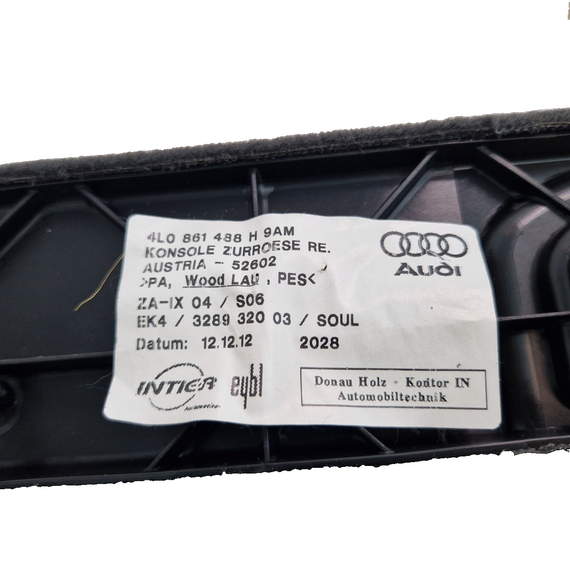 4L0 861 488 H 9AM
KONSOLE ZURROESE RE.
AUSTRIA - 52602
>PA, Wood LAU , PES<
ZA-IX 04 / S06
EK4 / 3289 320 03 / SOUL
Datum: 12.12.12 2028
Audi
INTIER eybl
Donau Holz - Kontor IN
Automobiltechnik